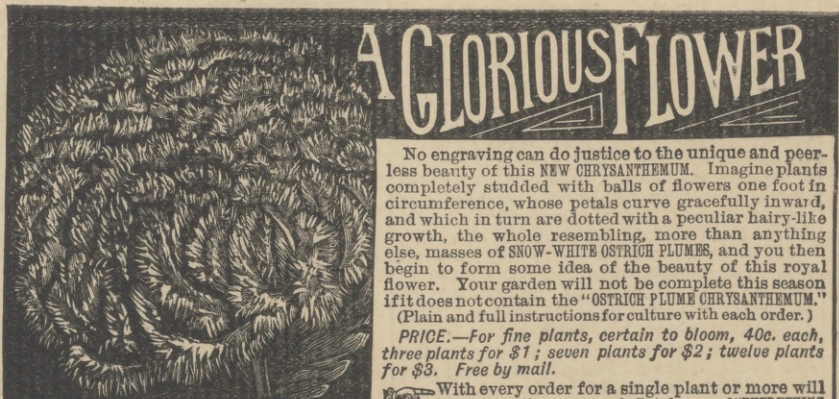 A GLORIOUS FLOWER
No engraving can do justice to the unique and peer-
less beauty of this NEW CHRYSANTHEMUM. Imagine plants
completely studded with balls of flowers one foot in
circumference, whose petals curve gracefully inward,
and which in turn are dotted with a peculiar hairy-like
growth, the whole resembling, more than anything
else, masses of SNOW-WHITE OSTRICH PLUMES, and you then
begin to form some idea of the beauty of this royal
flower. Your garden will not be complete this season
if it does not contain the "OSTRICH PLUME CHRYSANTHEMUM."
(Plain and full instructions for culture with each order.)
PRICE.—For fine plants, certain to bloom, 40c. each,
three plants for $1; seven plants for $2; twelve plants
for $3. Free by mail.
With every order for a single plant or more will